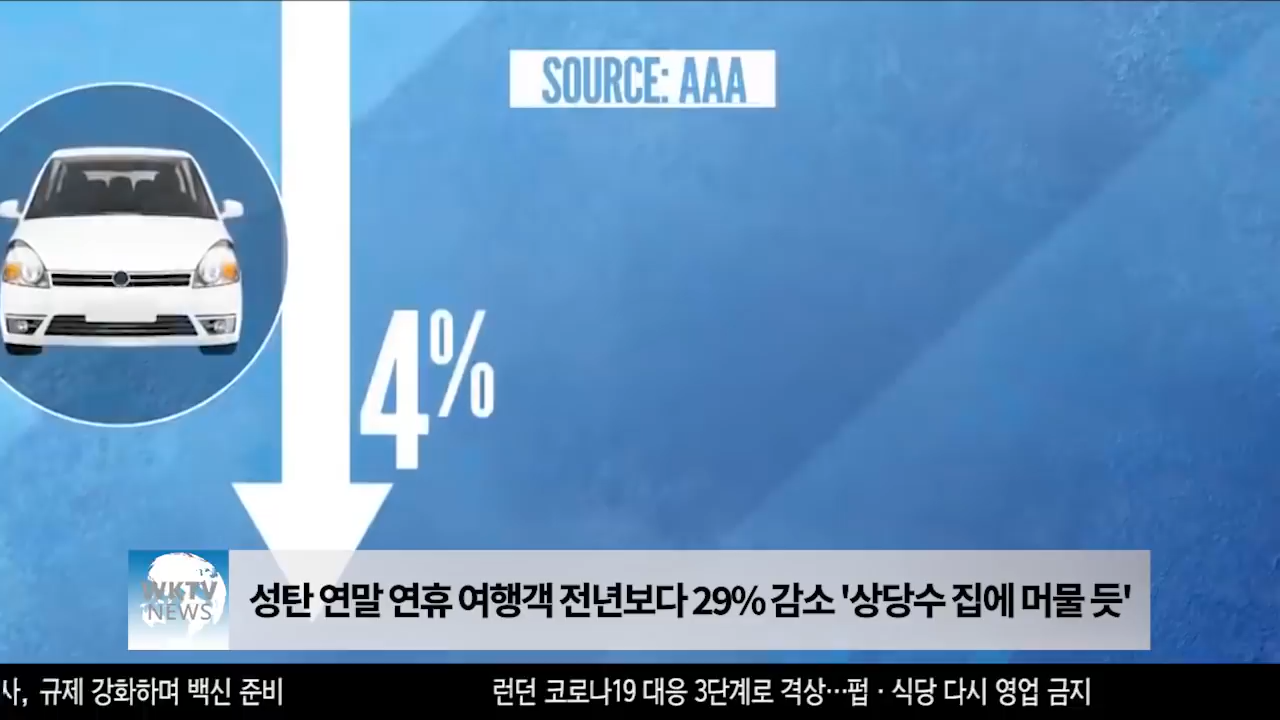 SOURCE: AAA
4%
WKTV
NEWS
성탄 연말 연휴 여행객 전년보다 29% 감소 '상당수 집에 머물 듯'
사, 규제 강화하며 백신 준비
런던 코로나19 대응 3단계로 격상…펍·식당 다시 영업 금지